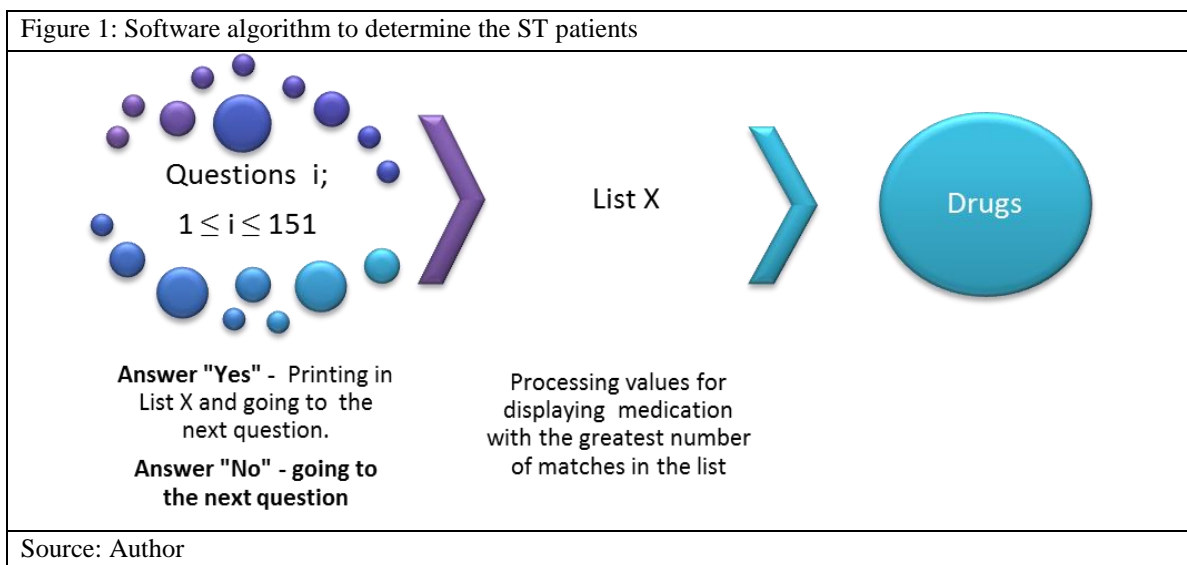 Figure 1: Software algorithm to determine the ST patients
Questions i;
1 ≤ i ≤ 151
List X
Drugs
Answer "Yes" - Printing in
List X and going to the
next question.
Answer "No" - going to
the next question
Processing values for
displaying medication
with the greatest number
of matches in the list
Source: Author